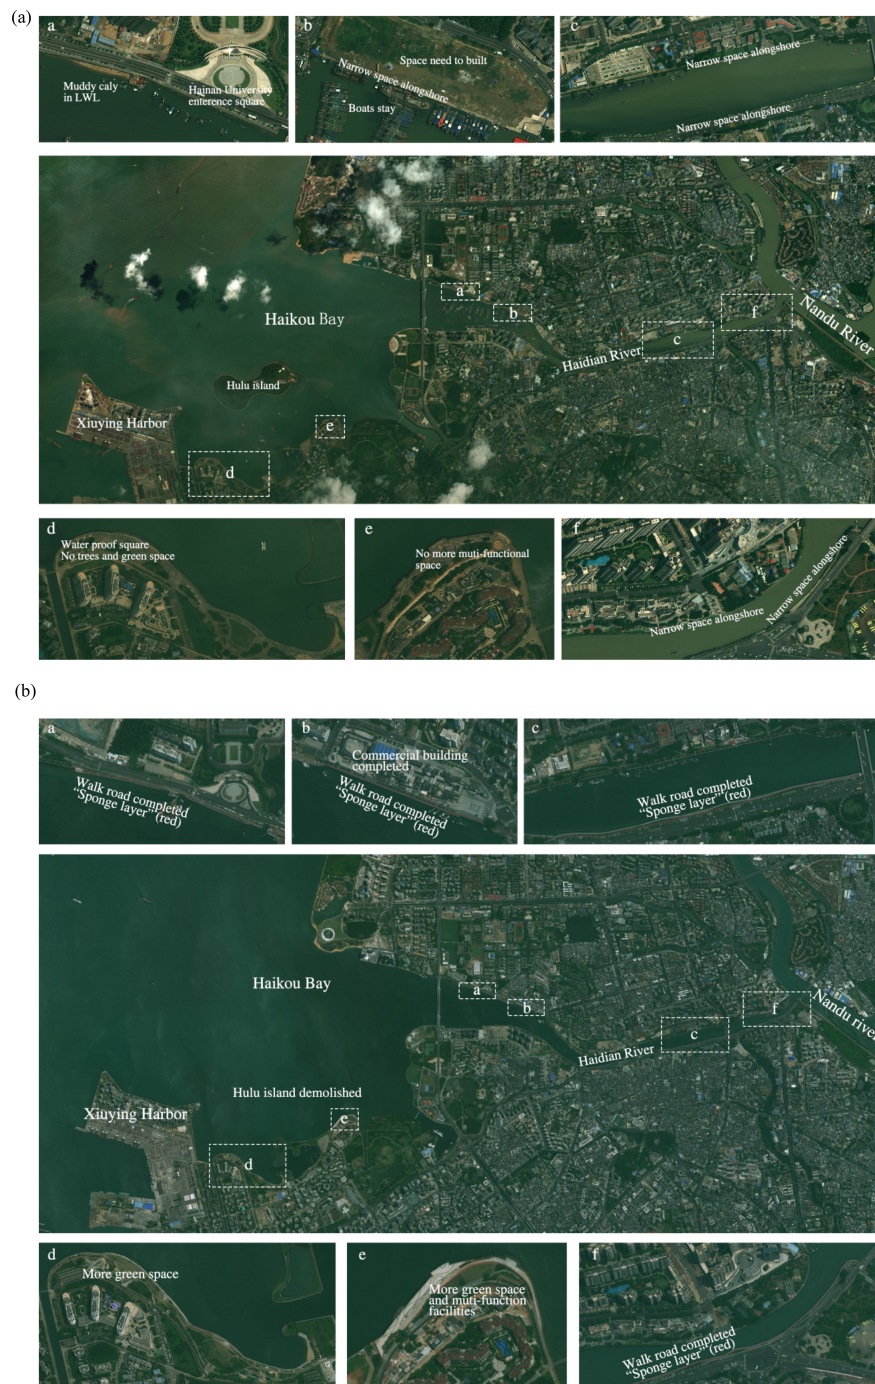 (a)
a
Muddy caly
in LWL
Hainan University
enterence square
b
Space need to built
Narrow space alongshore
Boats stay
c
Narrow space alongshore
Narrow space alongshore
Haikou Bay
a
b
c
f
Nandu River
Haidian River
Hulu island
Xiuying Harbor
e
d
d
Water proof square
No trees and green space
e
No more muti-functional
space
f
Narrow space alongshore
Narrow space alongshore
(b)
a
Walk road completed
“Sponge layer”(red)
b
Commercial building
completed
Walk road completed
“Sponge layer”(red)
c
Walk road completed
“Sponge layer”(red)
Haikou Bay
a
b
c
f
Nandu river
Haidian River
Hulu island demolished
Xiuying Harbor
e
d
d
More green space
e
More green space
and muti-function
facilities
f
Walk road completed
“Sponge layer”(red)